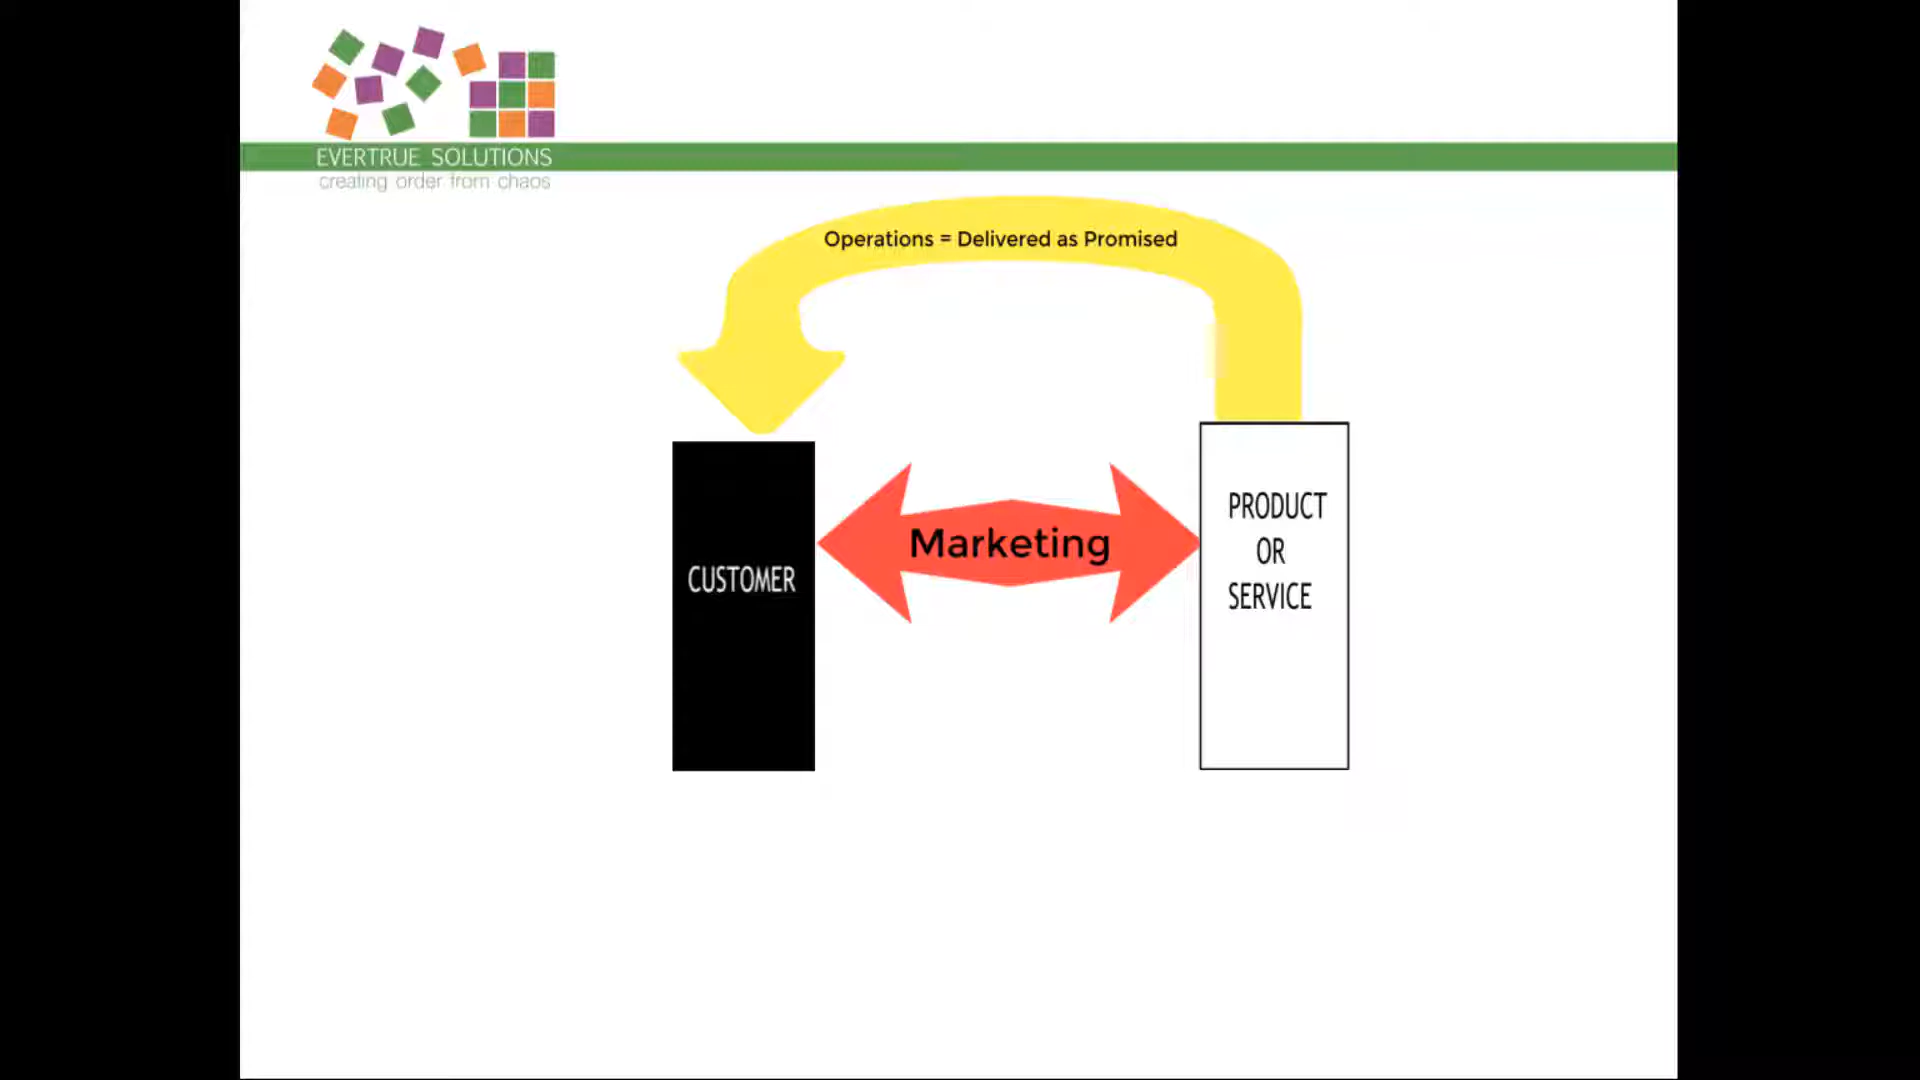 EVERTRUE SOLUTIONS
creating order from chaos
Operations = Delivered as Promised
CUSTOMER
Marketing
PRODUCT
OR
SERVICE